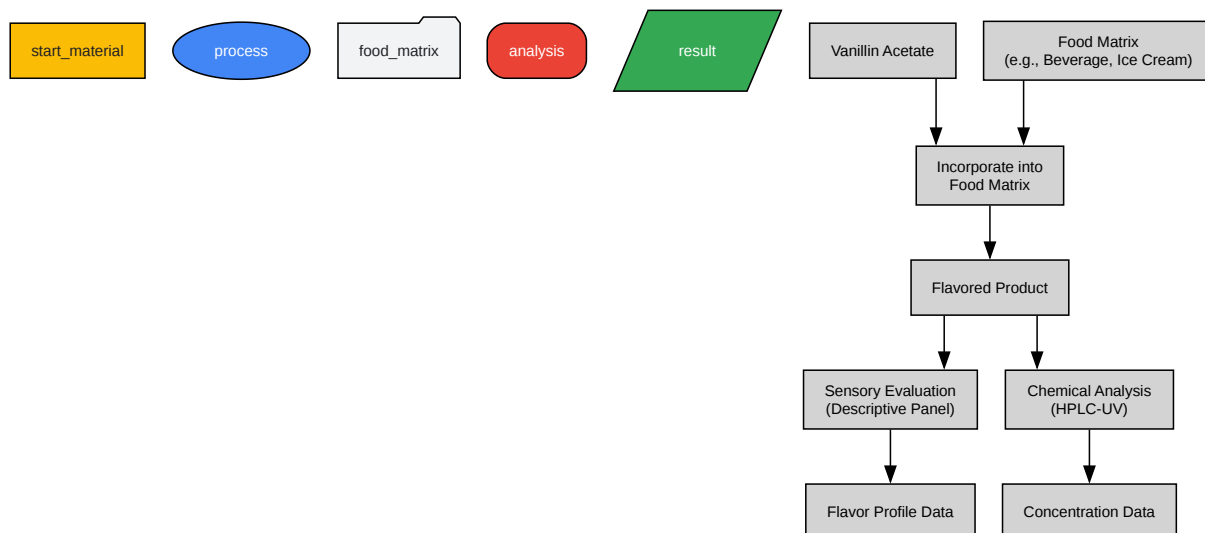 start_material
process
food_matrix
analysis
result
Vanillin Acetate
Food Matrix
(e.g., Beverage, Ice Cream)
Incorporate into
Food Matrix
Flavored Product
Sensory Evaluation
(Descriptive Panel)
Chemical Analysis
(HPLC-UV)
Flavor Profile Data
Concentration Data